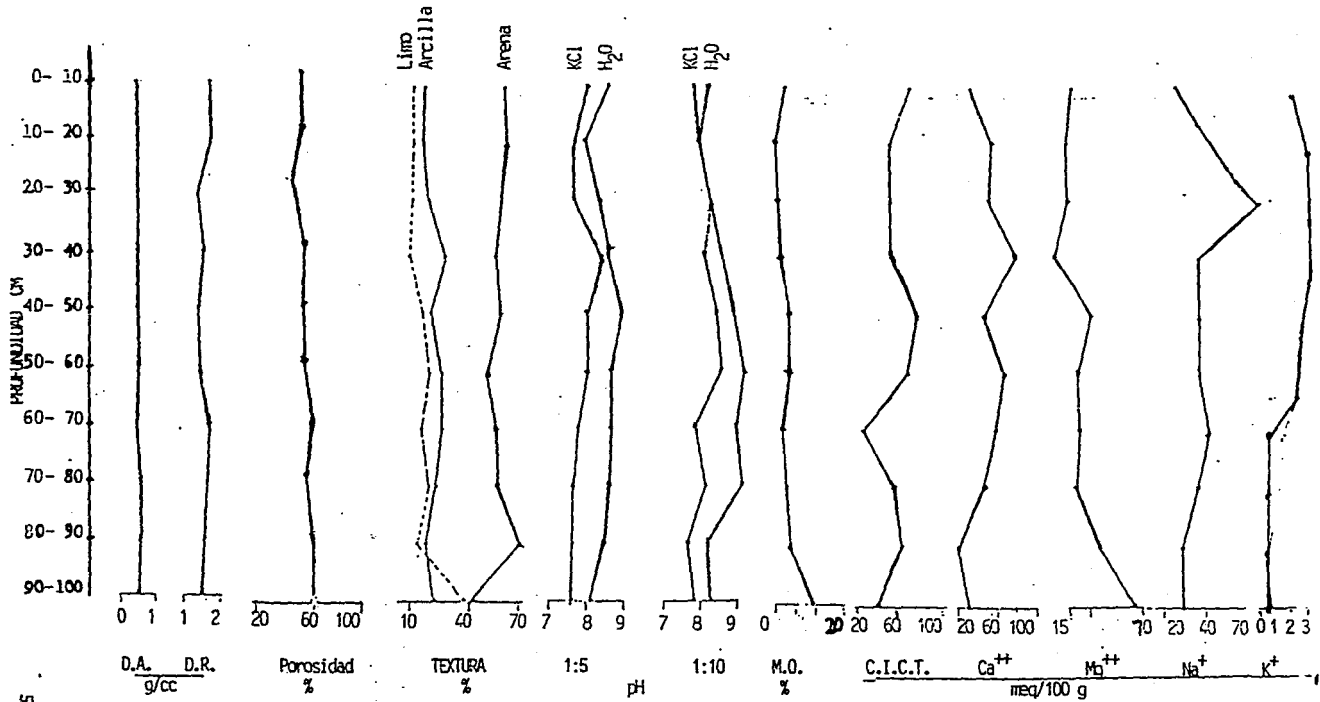 Limo
Arcilla
Arena
KCl
H₂O
KCl
H₂O
PROFUNDIDAD CM
0- 10
10- 20
20- 30
30- 40
40- 50
50- 60
60- 70
70- 80
80- 90
90-100
0 1
1 2
20 60 100
10 40 70
7 8 9
7 8 9
0 20
20 60 100
20 60 100
15 70
20 40 70
0 1 2 3
D.A. D.R. Porosidad TEXTURA 1:5 1:10 M.O. C.I.C.T. Ca++ Mg++ Na+ K+
g/cc % % pH % meq/100 g